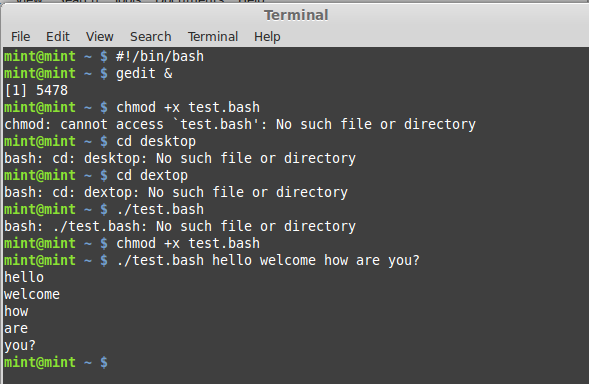 Terminal
File Edit View Search Terminal Help
mint@mint ~ $ #!/bin/bash
mint@mint ~ $ gedit &
[1] 5478
mint@mint ~ $ chmod +x test.bash
chmod: cannot access `test.bash': No such file or directory
mint@mint ~ $ cd desktop
bash: cd: desktop: No such file or directory
mint@mint ~ $ cd dextop
bash: cd: dextop: No such file or directory
mint@mint ~ $ ./test.bash
bash: ./test.bash: No such file or directory
mint@mint ~ $ chmod +x test.bash
mint@mint ~ $ ./test.bash hello welcome how are you?
hello
welcome
how
are
you?
mint@mint ~ $